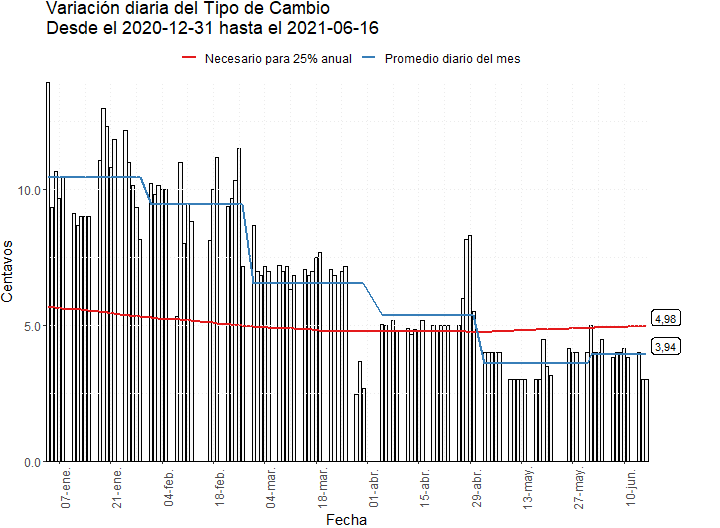 Variación diaria del Tipo de Cambio
Desde el 2020-12-31 hasta el 2021-06-16
Necesario para 25% anual
Promedio diario del mes
Centavos
10.0
5.0
0.0
4,98
3,94
07-ene.
21-ene.
04-feb.
18-feb.
04-mar.
18-mar.
01-abr.
15-abr.
29-abr.
13-may.
27-may.
10-jun.
Fecha